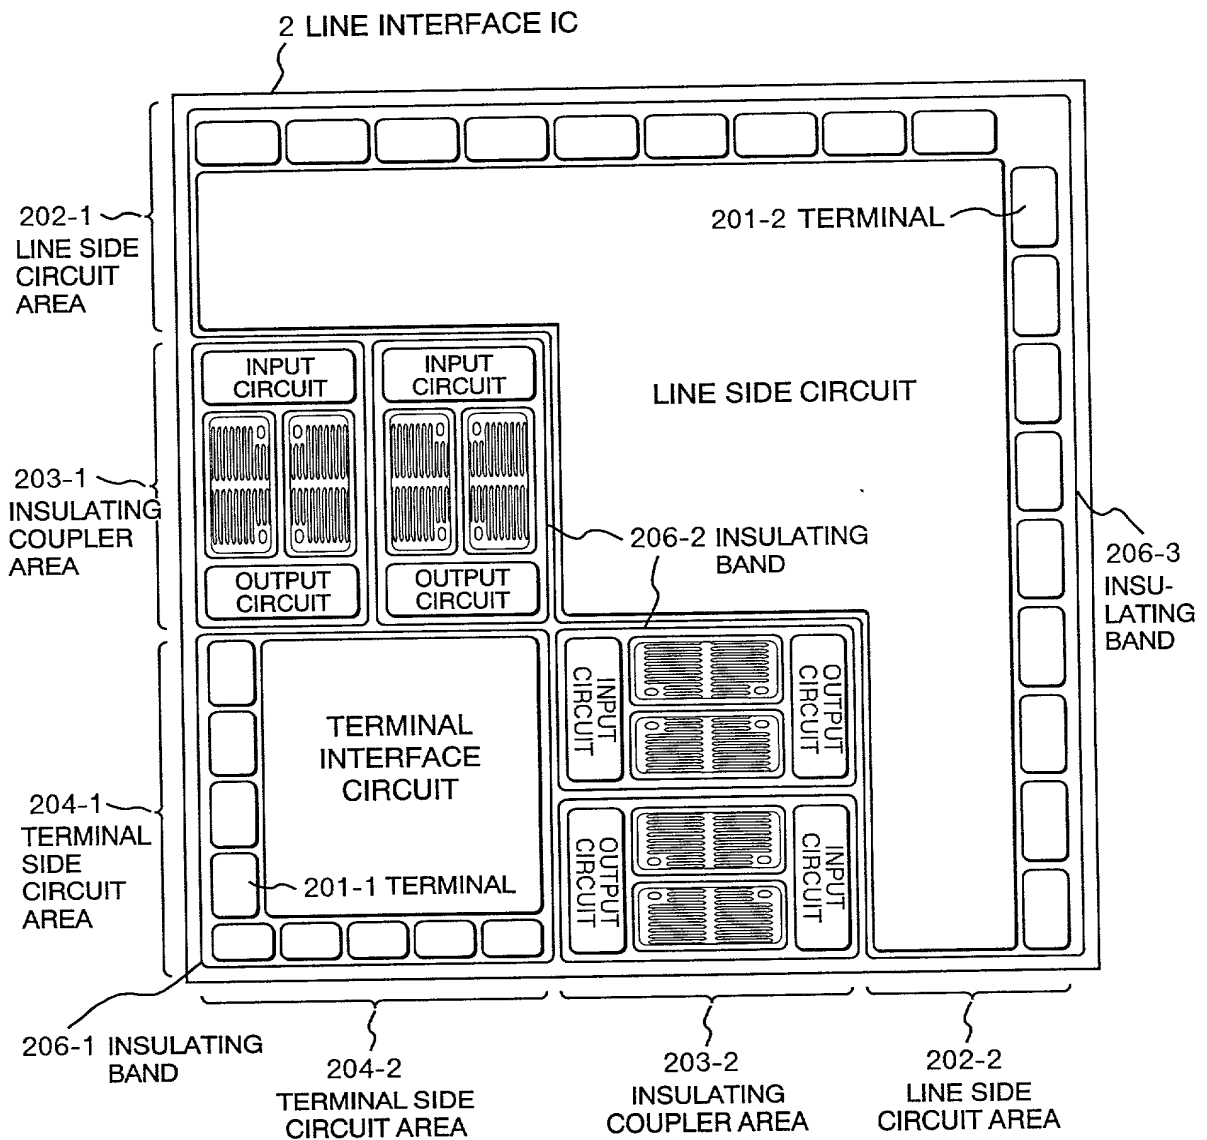 2 LINE INTERFACE IC
202-1
LINE SIDE
CIRCUIT
AREA
201-2 TERMINAL
INPUT
CIRCUIT
INPUT
CIRCUIT
LINE SIDE CIRCUIT
203-1
INSULATING
COUPLER
AREA
OUTPUT
CIRCUIT
OUTPUT
CIRCUIT
206-2 INSULATING
BAND
206-3
INSU-
LATING
BAND
INPUT
CIRCUIT
OUTPUT
CIRCUIT
TERMINAL
INTERFACE
CIRCUIT
204-1
TERMINAL
SIDE
CIRCUIT
AREA
201-1 TERMINAL
OUTPUT
CIRCUIT
INPUT
CIRCUIT
206-1 INSULATING
BAND
204-2
TERMINAL SIDE
CIRCUIT AREA
203-2
INSULATING
COUPLER AREA
202-2
LINE SIDE
CIRCUIT AREA